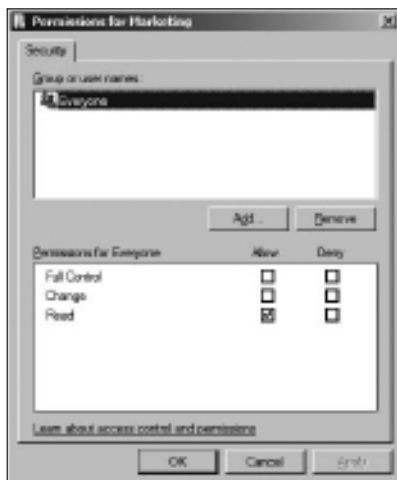 Permissions for Marketing
Security
Group or user names:
Everyone
Add...
Remove
Permissions for Everyone Allow Deny
Full Control
Change
Read
Learn about access control and permissions
OK Cancel Apply